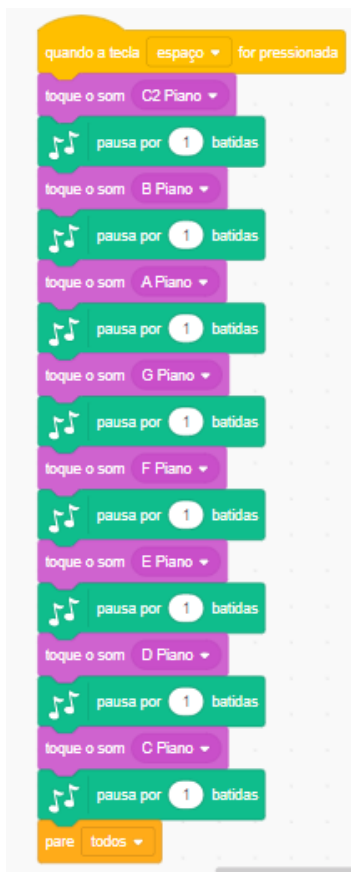 quando a tecla espaço for pressionada
toque o som C2 Piano
pausa por 1 batidas
toque o som B Piano
pausa por 1 batidas
toque o som A Piano
pausa por 1 batidas
toque o som G Piano
pausa por 1 batidas
toque o som F Piano
pausa por 1 batidas
toque o som E Piano
pausa por 1 batidas
toque o som D Piano
pausa por 1 batidas
toque o som C Piano
pausa por 1 batidas
pare todos